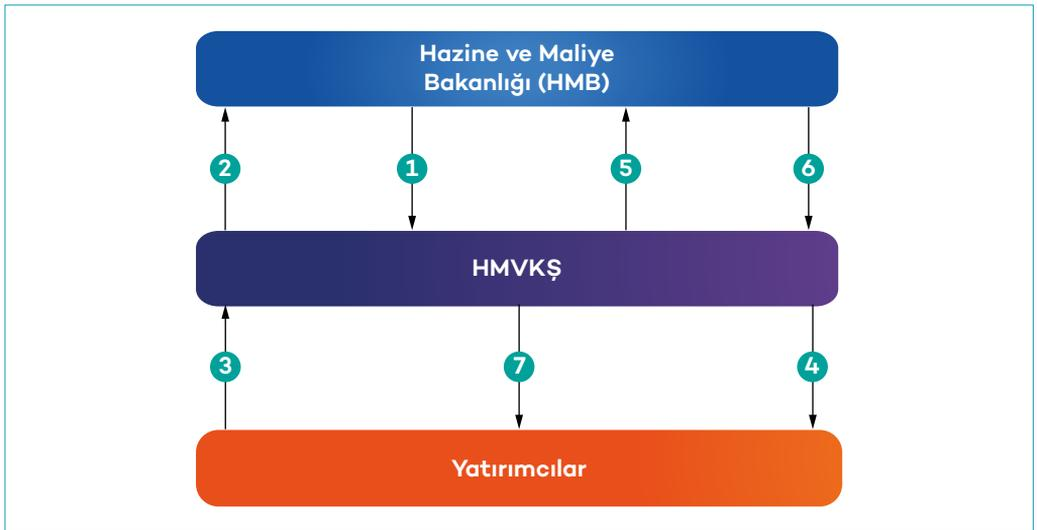 Hazine ve Maliye
Bakanlığı (HMB)
2 1 5 6
HMVKŞ
3 7 4
Yatırımcılar